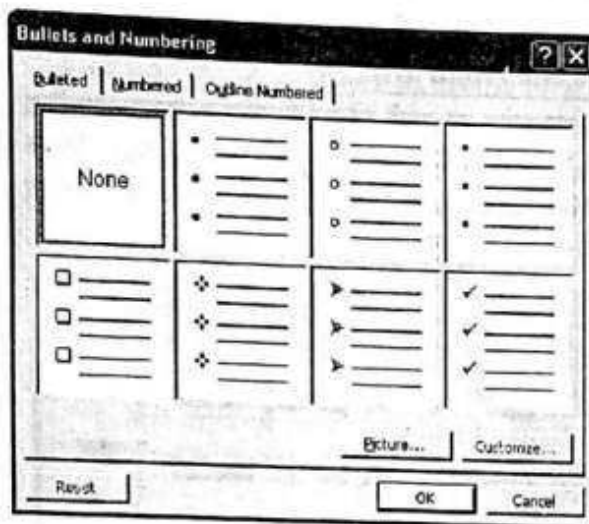 Bullets and Numbering
Bulleted Numbered Outline Numbered
None
Picture... Customize...
Reset OK Cancel